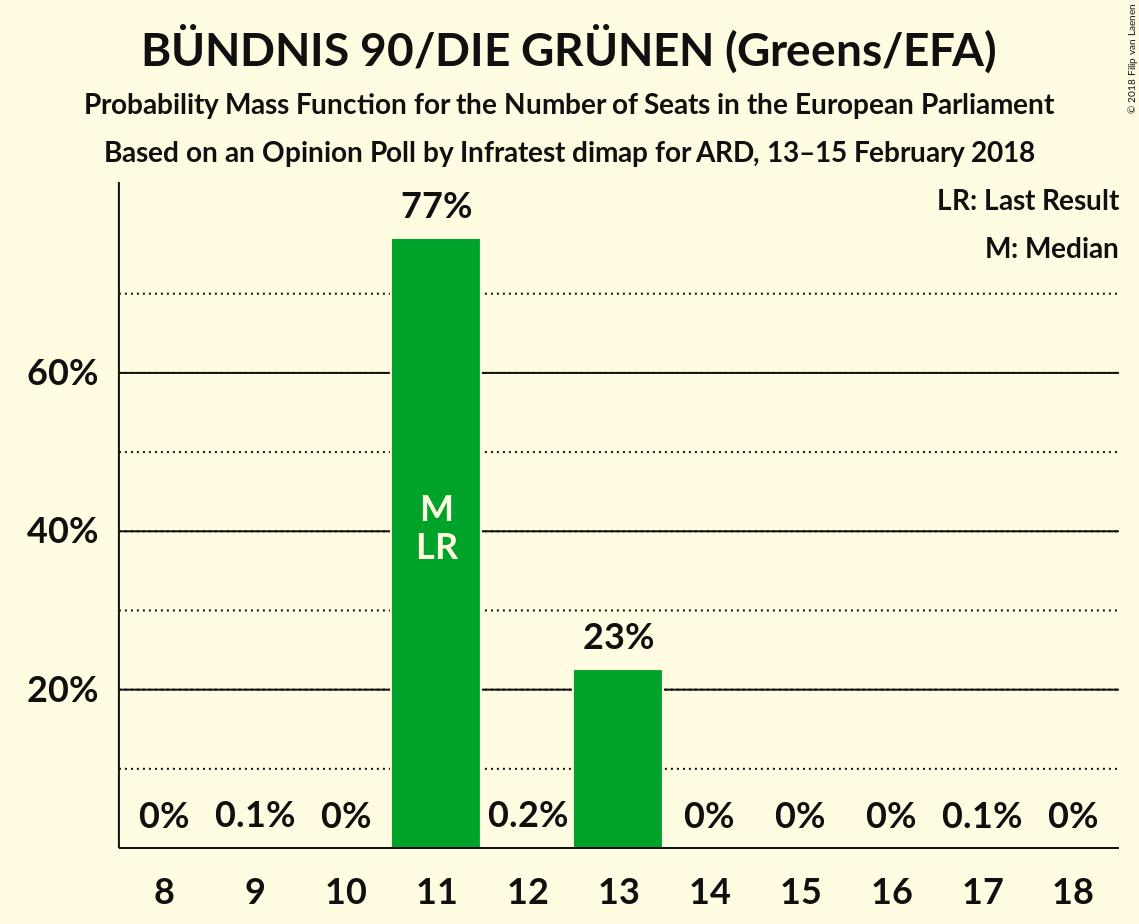 BÜNDNIS 90/DIE GRÜNEN (Greens/EFA)
Probability Mass Function for the Number of Seats in the European Parliament
Based on an Opinion Poll by Infratest dimap for ARD, 13–15 February 2018
© 2018 Filip van Laenen
LR: Last Result
M: Median
77%
60%
M
40%
LR
23%
20%
0% 0.1% 0% 0.2% 0% 0% 0% 0.1% 0%
8 9 10 11 12 13 14 15 16 17 18